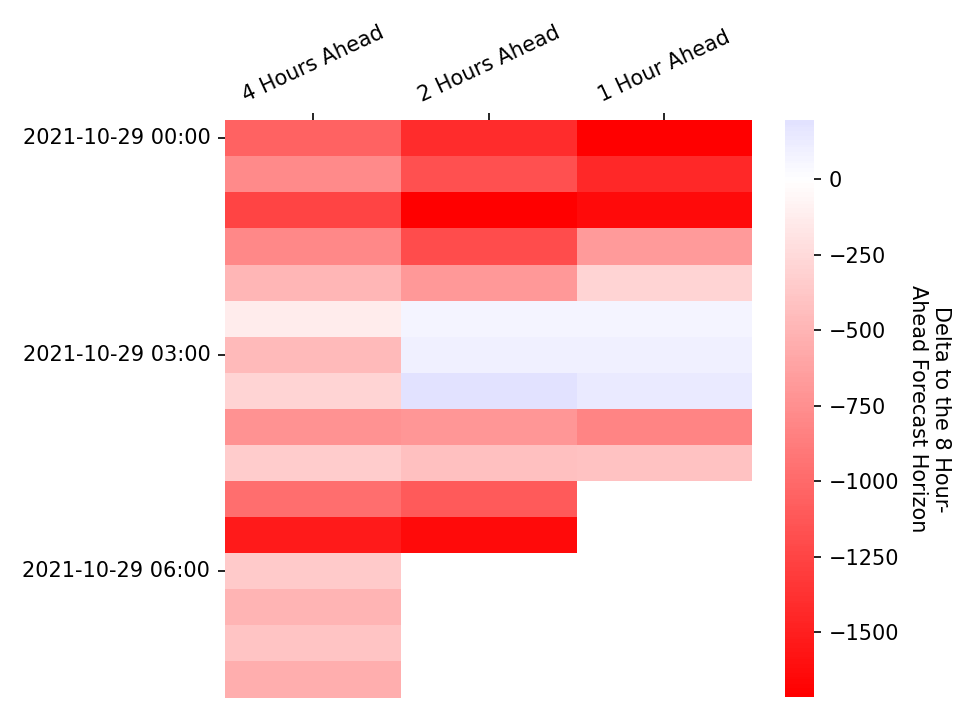 4 Hours Ahead
2 Hours Ahead
1 Hour Ahead
2021-10-29 00:00
2021-10-29 03:00
2021-10-29 06:00
0
−250
−500
−750
−1000
−1250
−1500
Delta to the 8 Hour-
Ahead Forecast Horizon